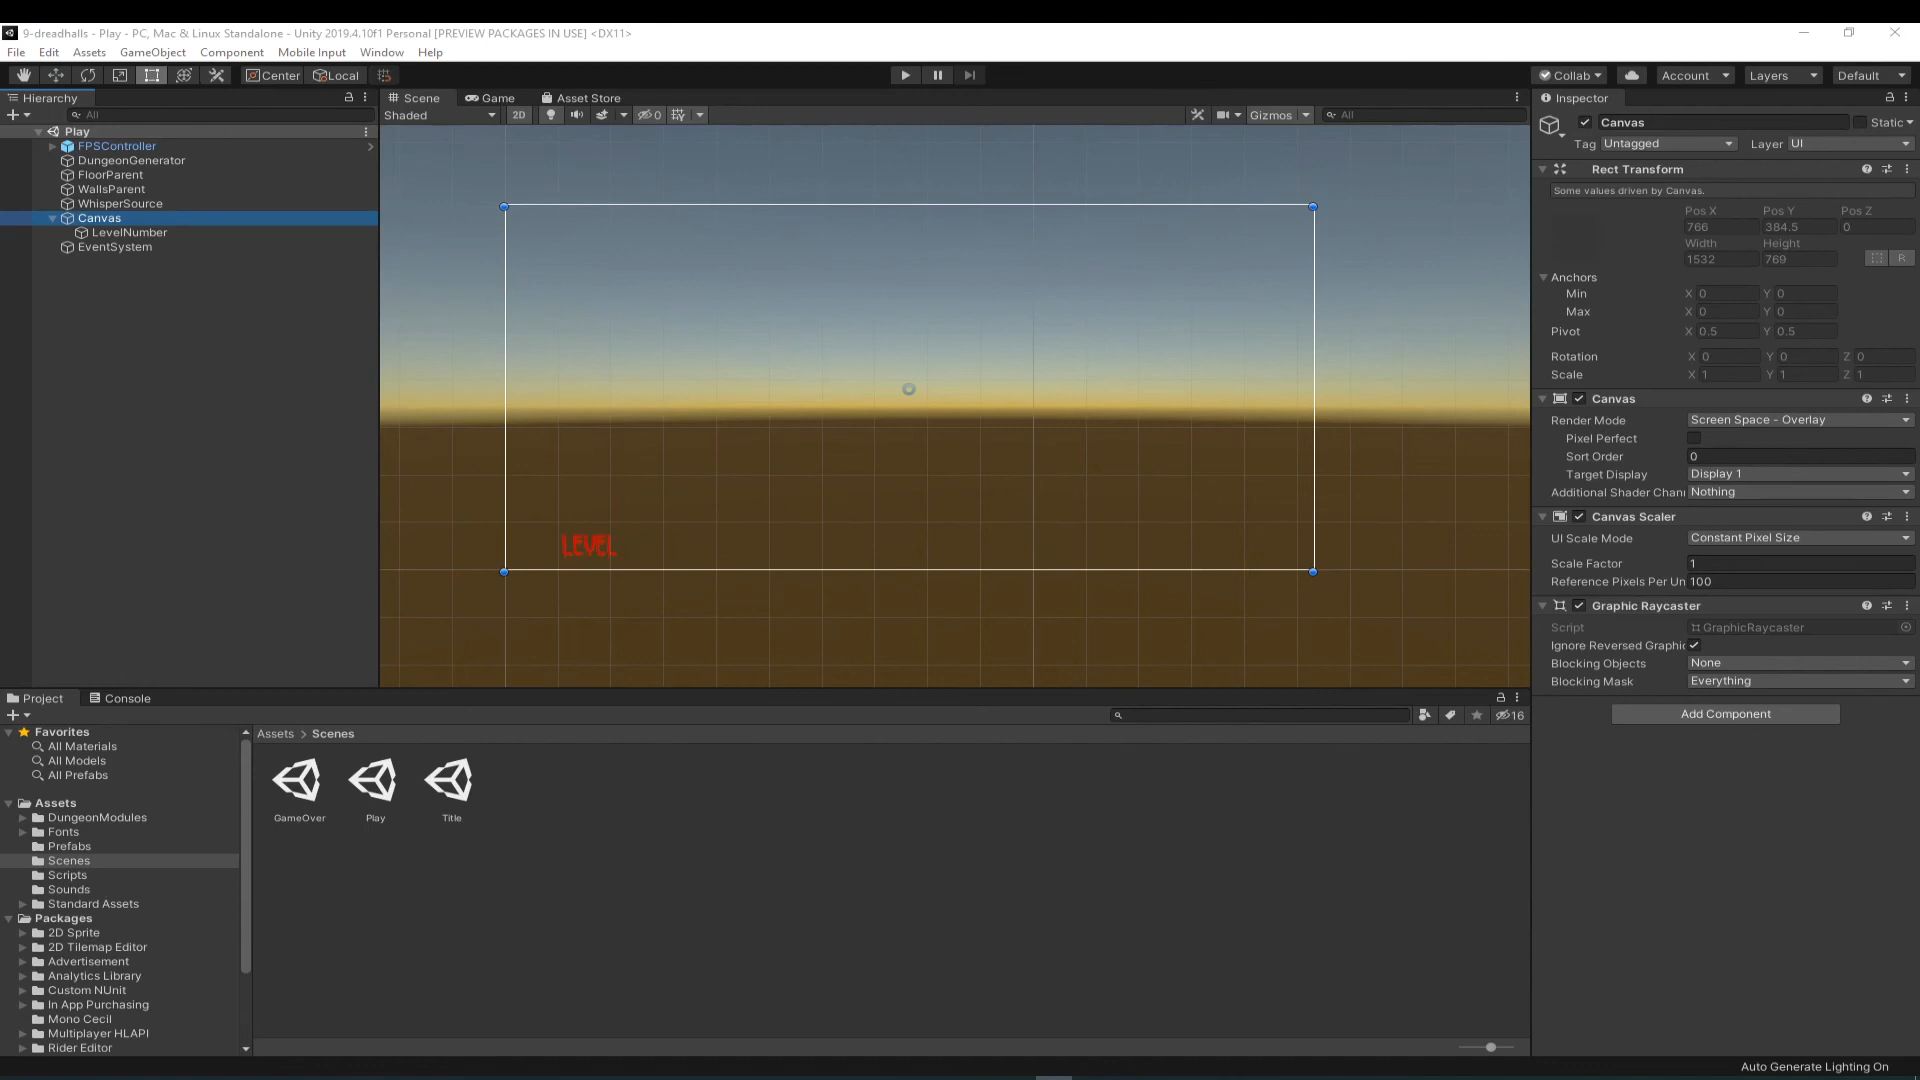 9-dreadhalls - Play - PC, Mac & Linux Standalone - Unity 2019.4.10f1 Personal [PREVIEW PACKAGES IN USE] <DX11>
File Edit Assets GameObject Component Mobile Input Window Help
Center Local Collab Account Layers Default
Hierarchy
All
Play
FPSController
DungeonGenerator
FloorParent
WallsParent
WhisperSource
Canvas
LevelNumber
EventSystem
Scene Game Asset Store
Shaded 2D 0 Gizmos All
LEVEL
Inspector
Canvas Static
Tag Untagged Layer UI
Rect Transform
Some values driven by Canvas.
Pos X Pos Y Pos Z
766 384.5 0
Width Height
1532 769 R
Anchors
Min X 0 Y 0
Max X 0 Y 0
Pivot X 0.5 Y 0.5
Rotation X 0 Y 0 Z 0
Scale X 1 Y 1 Z 1
Canvas
Render Mode Screen Space - Overlay
Pixel Perfect
Sort Order 0
Target Display Display 1
Additional Shader Chan Nothing
Canvas Scaler
UI Scale Mode Constant Pixel Size
Scale Factor 1
Reference Pixels Per Un 100
Graphic Raycaster
Script GraphicRaycaster
Ignore Reversed Graphic
Blocking Objects None
Blocking Mask Everything
Add Component
Project Console
16
Favorites
All Materials
All Models
All Prefabs
Assets
DungeonModules
Fonts
Prefabs
Scenes
Scripts
Sounds
Standard Assets
Packages
2D Sprite
2D Tilemap Editor
Advertisement
Analytics Library
Custom NUnit
In App Purchasing
Mono Cecil
Multiplayer HLAPI
Rider Editor
Assets > Scenes
GameOver Play Title
Auto Generate Lighting On